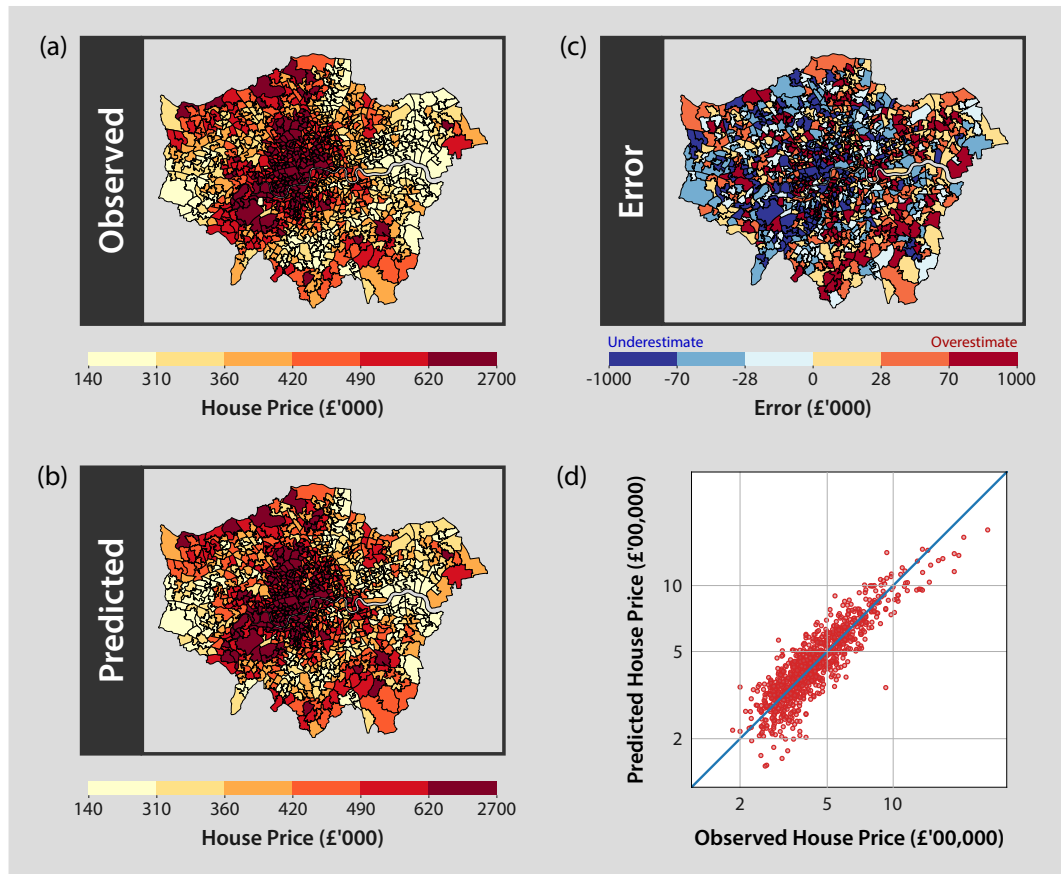 (a)
Observed
140 310 360 420 490 620 2700
House Price (£'000)
(c)
Error
Underestimate Overestimate
-1000 -70 -28 0 28 70 1000
Error (£'000)
(b)
Predicted
140 310 360 420 490 620 2700
House Price (£'000)
(d)
Predicted House Price (£'00,000)
10
5
2
2 5 10
Observed House Price (£'00,000)